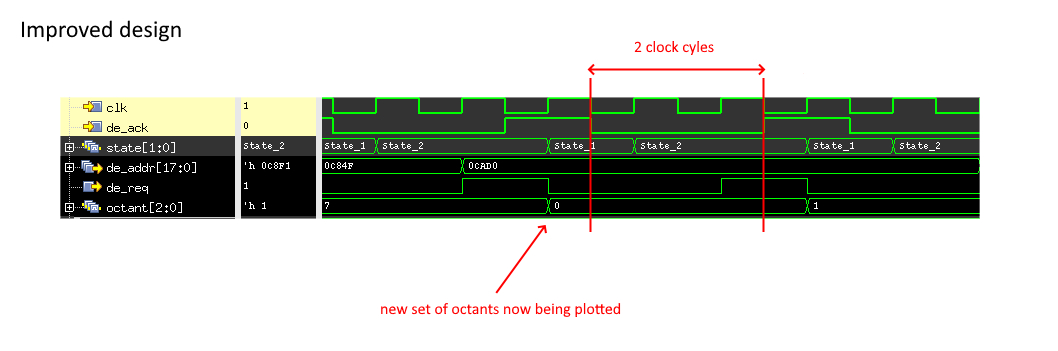 Improved design
2 clock cyles
clk 1
de_ack 0
state[1:0] State_2 State_1 State_2 State_1 State_2 State_1 State_2
de_addr[17:0] 'h 0C8F1 0C84F 0CAD0
de_req 1
octant[2:0] 'h 1 7 0 1
new set of octants now being plotted